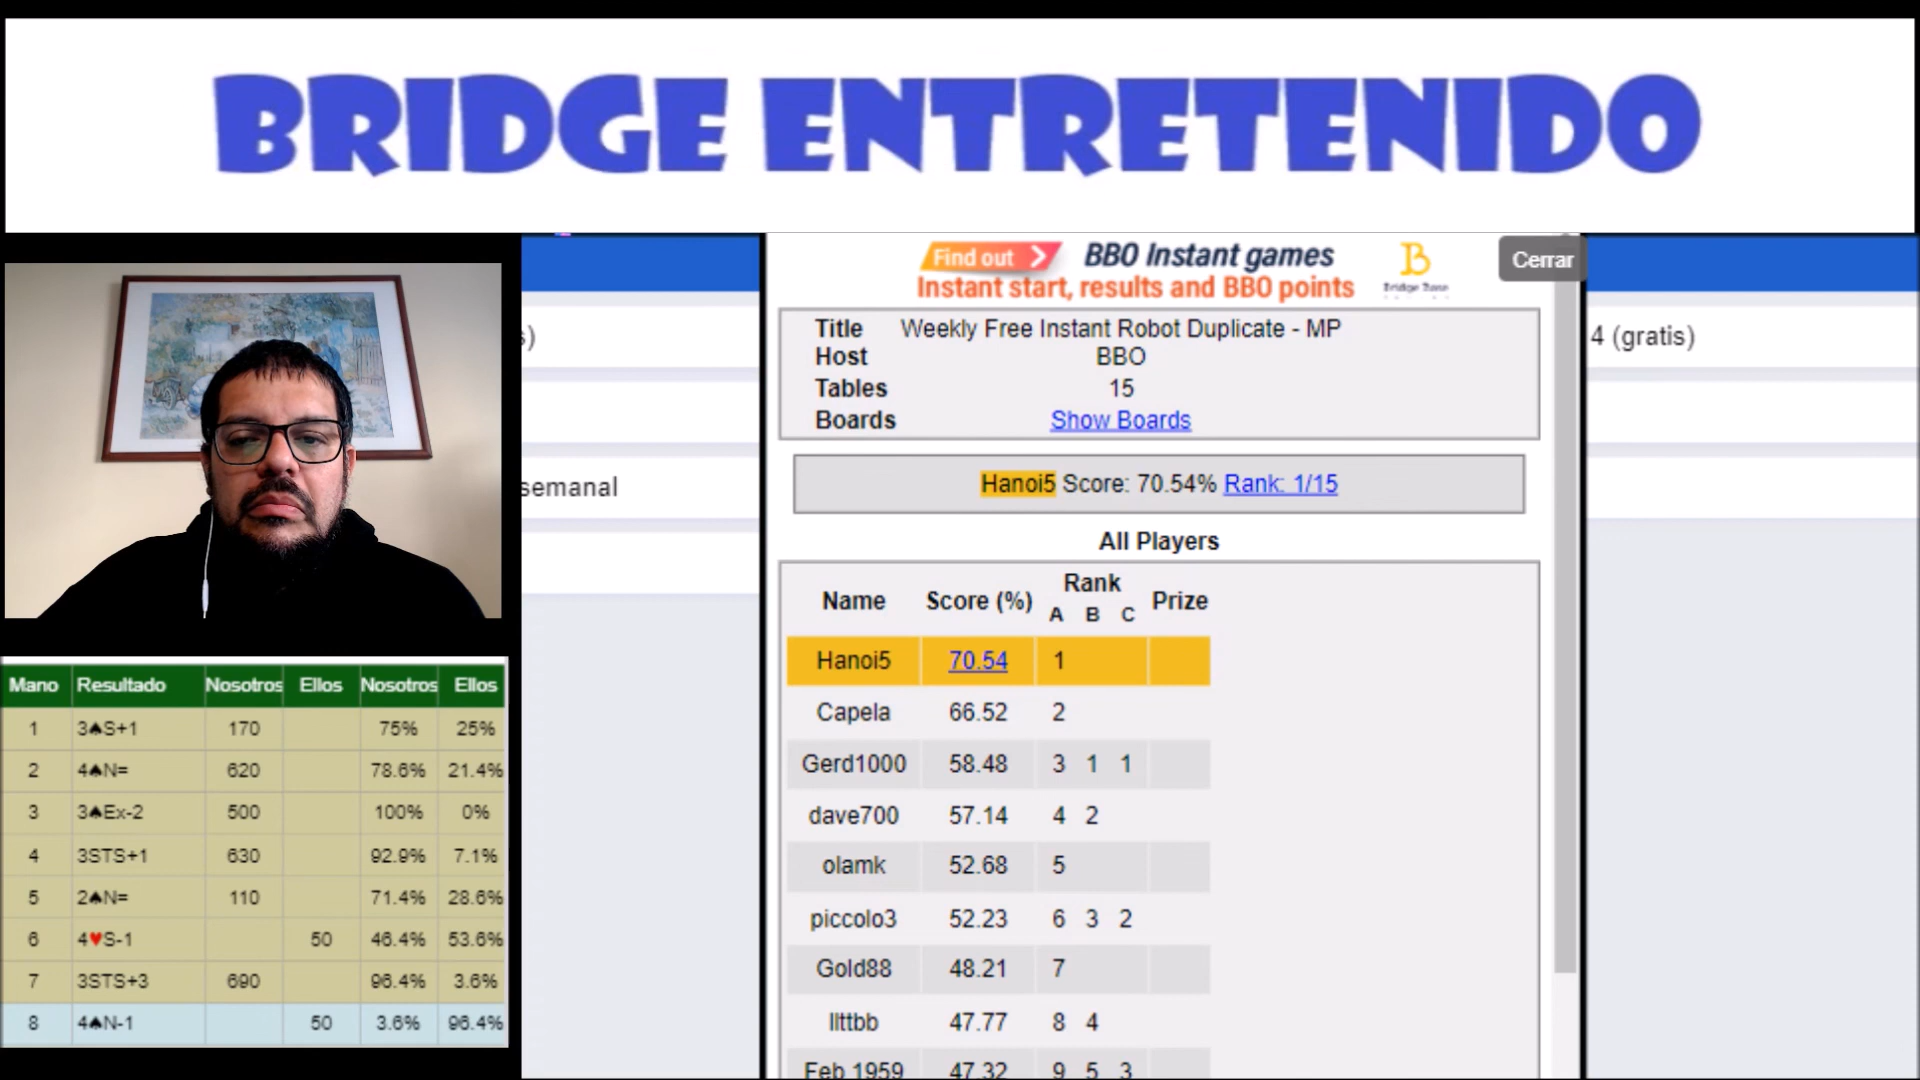 BRIDGE ENTRETENIDO
Find out
BBO Instant games
Instant start, results and BBO points
Cerrar
Title Weekly Free Instant Robot Duplicate - MP
Host BBO
Tables 15
Boards Show Boards
Hanoi5 Score: 70.54% Rank: 1/15
All Players
Name Score (%) Rank Prize
A B C
Hanoi5 70.54 1
Capela 66.52 2
Gerd1000 58.48 3 1 1
dave700 57.14 4 2
olamk 52.68 5
piccolo3 52.23 6 3 2
Gold88 48.21 7
llttbb 47.77 8 4
Feb 1959 47.32 9 5 3
s)
semanal
4 (gratis)
Mano Resultado Nosotros Ellos Nosotros Ellos
1 3♠S+1 170 75% 25%
2 4♠N= 620 78.6% 21.4%
3 3♠Ex-2 500 100% 0%
4 3STS+1 630 92.9% 7.1%
5 2♠N= 110 71.4% 28.6%
6 4♥S-1 50 46.4% 53.6%
7 3STS+3 690 96.4% 3.6%
8 4♠N-1 50 3.6% 96.4%